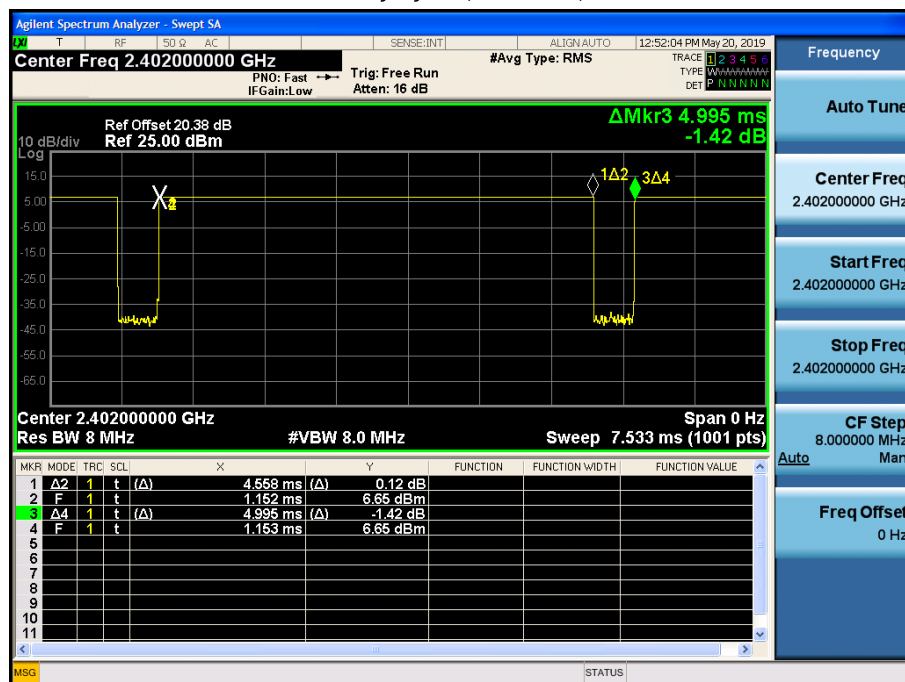 Agilent Spectrum Analyzer - Swept SA
LXI T RF 50 Ω AC SENSE:INT ALIGN AUTO 12:52:04 PM May 20, 2019
Center Freq 2.402000000 GHz
#Avg Type: RMS
TRACE 1 2 3 4 5 6
PNO: Fast
Trig: Free Run
TYPE W
IFGain:Low
Atten: 16 dB
DET P N N N N N
ΔMkr3 4.995 ms
-1.42 dB
Ref Offset 20.38 dB
10 dB/div Ref 25.00 dBm
Log
15.0
5.00
-5.00
-15.0
-25.0
-35.0
-45.0
-55.0
-65.0
1Δ2
3Δ4
Center 2.402000000 GHz Span 0 Hz
Res BW 8 MHz #VBW 8.0 MHz Sweep 7.533 ms (1001 pts)
MKR MODE TRC SCL X Y FUNCTION FUNCTION WIDTH FUNCTION VALUE
1 Δ2 1 t (Δ) 4.558 ms (Δ) 0.12 dB
2 F 1 t 1.152 ms 6.65 dBm
3 Δ4 1 t (Δ) 4.995 ms (Δ) -1.42 dB
4 F 1 t 1.153 ms 6.65 dBm
5
6
7
8
9
10
11
MSG STATUS
Frequency
Auto Tune
Center Freq
2.402000000 GHz
Start Freq
2.402000000 GHz
Stop Freq
2.402000000 GHz
CF Step
8.000000 MHz
Auto Man
Freq Offset
0 Hz